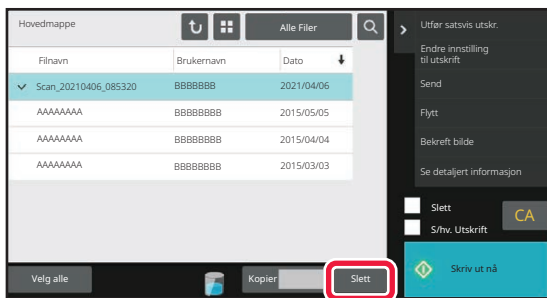 Hovedmappe
Alle Filer
Filnavn Brukernavn Dato
Scan_20210406_085320 BBBBBBB 2021/04/06
AAAAAAAA BBBBBBBB 2015/05/05
AAAAAAAA BBBBBBBB 2015/04/04
AAAAAAAA BBBBBBBB 2015/03/03
Velg alle
Kopier
Slett
Utfør satsvis utskr.
Endre innstilling
til utskrift
Send
Flytt
Bekreft bilde
Se detaljert informasjon
Slett
S/hv. Utskrift
CA
Skriv ut nå